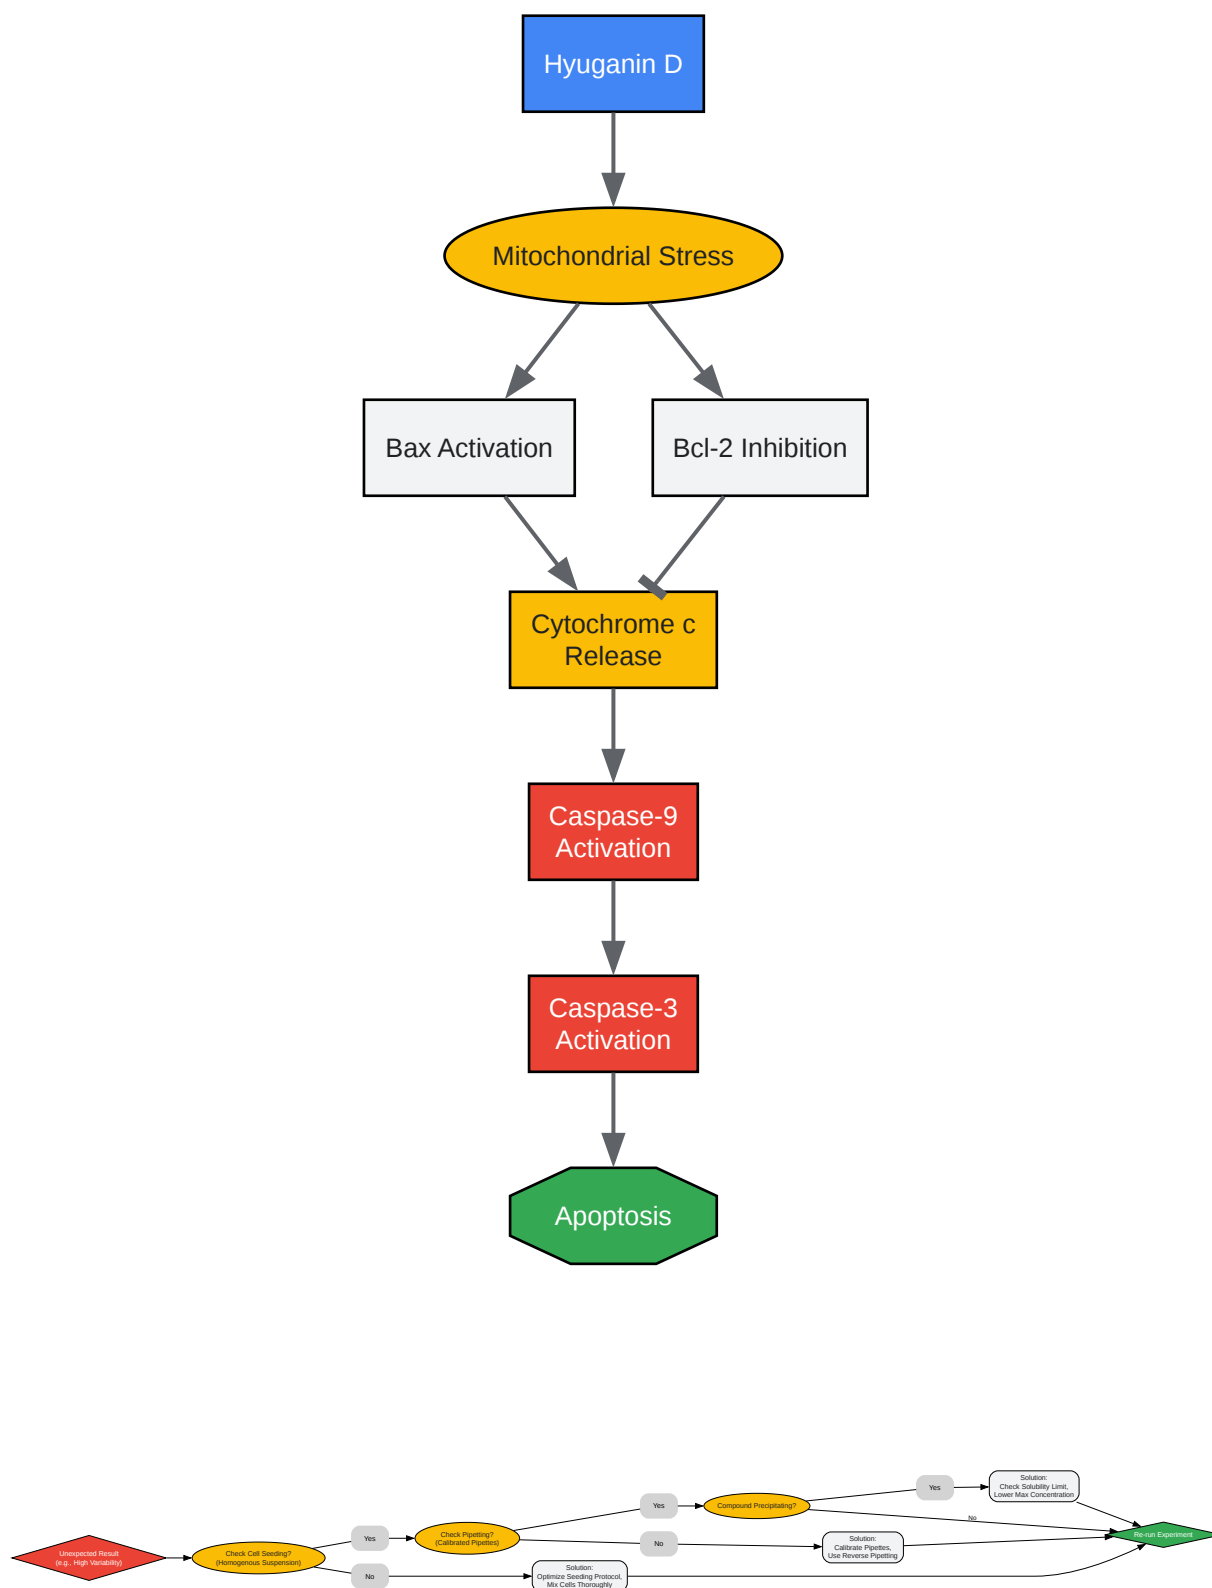 Hyuganin D
Mitochondrial Stress
Bax Activation
Bcl-2 Inhibition
Cytochrome c
Release
Caspase-9
Activation
Caspase-3
Activation
Apoptosis
Unexpected Result
(e.g., High Variability)
Check Cell Seeding?
(Homogenous Suspension)
Yes
No
Check Pipetting?
(Calibrated Pipettes)
Solution:
Optimize Seeding Protocol,
Mix Cells Thoroughly
Yes
No
Compound Precipitating?
Solution:
Calibrate Pipettes,
Use Reverse Pipetting
Yes
No
Solution:
Check Solubility Limit,
Lower Max Concentration
Re-run Experiment